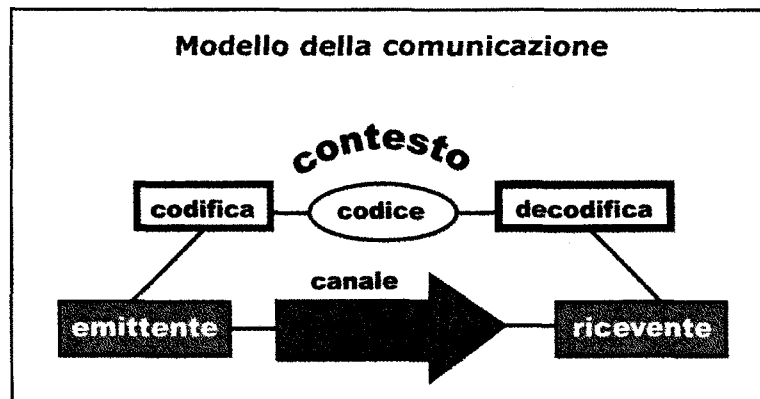 Modello della comunicazione
contesto
codifica codice decodifica
canale
emittente ricevente